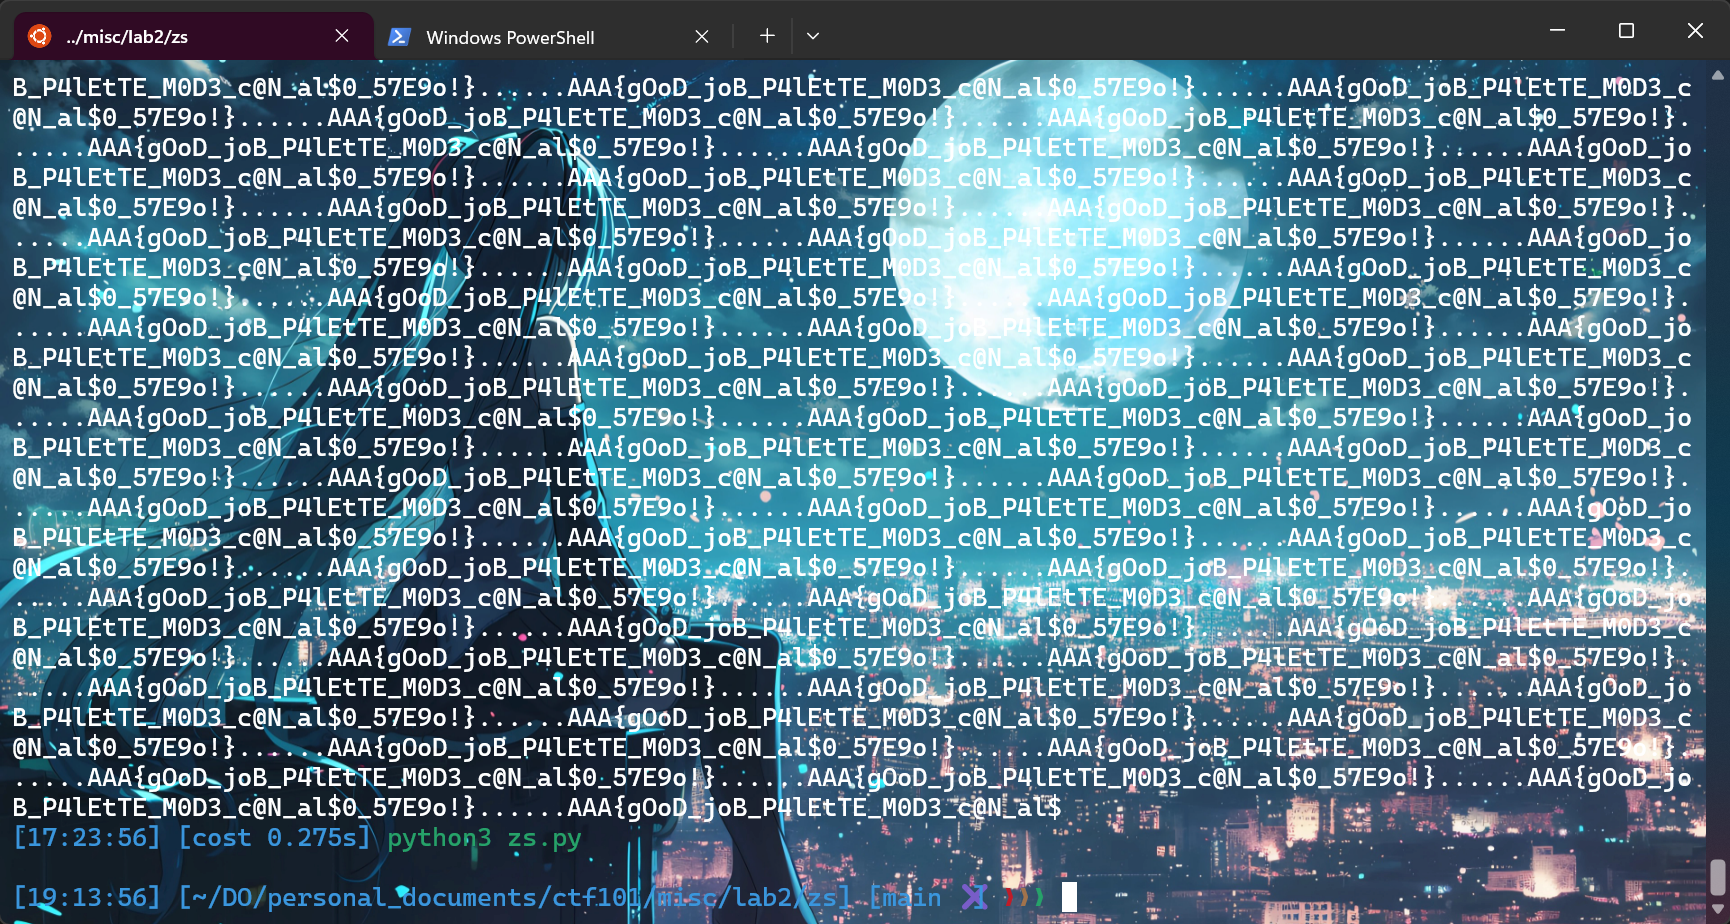 ../misc/lab2/zs
Windows PowerShell
B_P4lEtTE_M0D3_c@N_al$0_57E9o!}......AAA{gOoD_joB_P4lEtTE_M0D3_c@N_al$0_57E9o!}......AAA{gOoD_joB_P4lEtTE_M0D3_c
@N_al$0_57E9o!}......AAA{gOoD_joB_P4lEtTE_M0D3_c@N_al$0_57E9o!}......AAA{gOoD_joB_P4lEtTE_M0D3_c@N_al$0_57E9o!}.
.....AAA{gOoD_joB_P4lEtTE_M0D3_c@N_al$0_57E9o!}......AAA{gOoD_joB_P4lEtTE_M0D3_c@N_al$0_57E9o!}......AAA{gOoD_jo
B_P4lEtTE_M0D3_c@N_al$0_57E9o!}......AAA{gOoD_joB_P4lEtTE_M0D3_c@N_al$0_57E9o!}......AAA{gOoD_joB_P4lEtTE_M0D3_c
@N_al$0_57E9o!}......AAA{gOoD_joB_P4lEtTE_M0D3_c@N_al$0_57E9o!}......AAA{gOoD_joB_P4lEtTE_M0D3_c@N_al$0_57E9o!}.
.....AAA{gOoD_joB_P4lEtTE_M0D3_c@N_al$0_57E9o!}......AAA{gOoD_joB_P4lEtTE_M0D3_c@N_al$0_57E9o!}......AAA{gOoD_jo
B_P4lEtTE_M0D3_c@N_al$0_57E9o!}......AAA{gOoD_joB_P4lEtTE_M0D3_c@N_al$0_57E9o!}......AAA{gOoD_joB_P4lEtTE_M0D3_c
@N_al$0_57E9o!}......AAA{gOoD_joB_P4lEtTE_M0D3_c@N_al$0_57E9o!}......AAA{gOoD_joB_P4lEtTE_M0D3_c@N_al$0_57E9o!}.
.....AAA{gOoD_joB_P4lEtTE_M0D3_c@N_al$0_57E9o!}......AAA{gOoD_joB_P4lEtTE_M0D3_c@N_al$0_57E9o!}......AAA{gOoD_jo
B_P4lEtTE_M0D3_c@N_al$0_57E9o!}......AAA{gOoD_joB_P4lEtTE_M0D3_c@N_al$0_57E9o!}......AAA{gOoD_joB_P4lEtTE_M0D3_c
@N_al$0_57E9o!}......AAA{gOoD_joB_P4lEtTE_M0D3_c@N_al$0_57E9o!}......AAA{gOoD_joB_P4lEtTE_M0D3_c@N_al$0_57E9o!}.
.....AAA{gOoD_joB_P4lEtTE_M0D3_c@N_al$0_57E9o!}......AAA{gOoD_joB_P4lEtTE_M0D3_c@N_al$0_57E9o!}......AAA{gOoD_jo
B_P4lEtTE_M0D3_c@N_al$0_57E9o!}......AAA{gOoD_joB_P4lEtTE_M0D3_c@N_al$0_57E9o!}......AAA{gOoD_joB_P4lEtTE_M0D3_c
@N_al$0_57E9o!}......AAA{gOoD_joB_P4lEtTE_M0D3_c@N_al$0_57E9o!}......AAA{gOoD_joB_P4lEtTE_M0D3_c@N_al$0_57E9o!}.
.....AAA{gOoD_joB_P4lEtTE_M0D3_c@N_al$0_57E9o!}......AAA{gOoD_joB_P4lEtTE_M0D3_c@N_al$0_57E9o!}......AAA{gOoD_jo
B_P4lEtTE_M0D3_c@N_al$0_57E9o!}......AAA{gOoD_joB_P4lEtTE_M0D3_c@N_al$0_57E9o!}......AAA{gOoD_joB_P4lEtTE_M0D3_c
@N_al$0_57E9o!}......AAA{gOoD_joB_P4lEtTE_M0D3_c@N_al$0_57E9o!}......AAA{gOoD_joB_P4lEtTE_M0D3_c@N_al$0_57E9o!}.
.....AAA{gOoD_joB_P4lEtTE_M0D3_c@N_al$0_57E9o!}......AAA{gOoD_joB_P4lEtTE_M0D3_c@N_al$0_57E9o!}......AAA{gOoD_jo
B_P4lEtTE_M0D3_c@N_al$0_57E9o!}......AAA{gOoD_joB_P4lEtTE_M0D3_c@N_al$0_57E9o!}......AAA{gOoD_joB_P4lEtTE_M0D3_c
@N_al$0_57E9o!}......AAA{gOoD_joB_P4lEtTE_M0D3_c@N_al$0_57E9o!}......AAA{gOoD_joB_P4lEtTE_M0D3_c@N_al$0_57E9o!}.
.....AAA{gOoD_joB_P4lEtTE_M0D3_c@N_al$0_57E9o!}......AAA{gOoD_joB_P4lEtTE_M0D3_c@N_al$0_57E9o!}......AAA{gOoD_jo
B_P4lEtTE_M0D3_c@N_al$0_57E9o!}......AAA{gOoD_joB_P4lEtTE_M0D3_c@N_al$0_57E9o!}......AAA{gOoD_joB_P4lEtTE_M0D3_c
@N_al$0_57E9o!}......AAA{gOoD_joB_P4lEtTE_M0D3_c@N_al$0_57E9o!}......AAA{gOoD_joB_P4lEtTE_M0D3_c@N_al$0_57E9o!}.
.....AAA{gOoD_joB_P4lEtTE_M0D3_c@N_al$0_57E9o!}......AAA{gOoD_joB_P4lEtTE_M0D3_c@N_al$0_57E9o!}......AAA{gOoD_jo
B_P4lEtTE_M0D3_c@N_al$0_57E9o!}......AAA{gOoD_joB_P4lEtTE_M0D3_c@N_al$
[17:23:56] [cost 0.275s] python3 zs.py
[19:13:56] [~/DO/personal_documents/ctf101/misc/lab2/zs] [main ❯❯❯